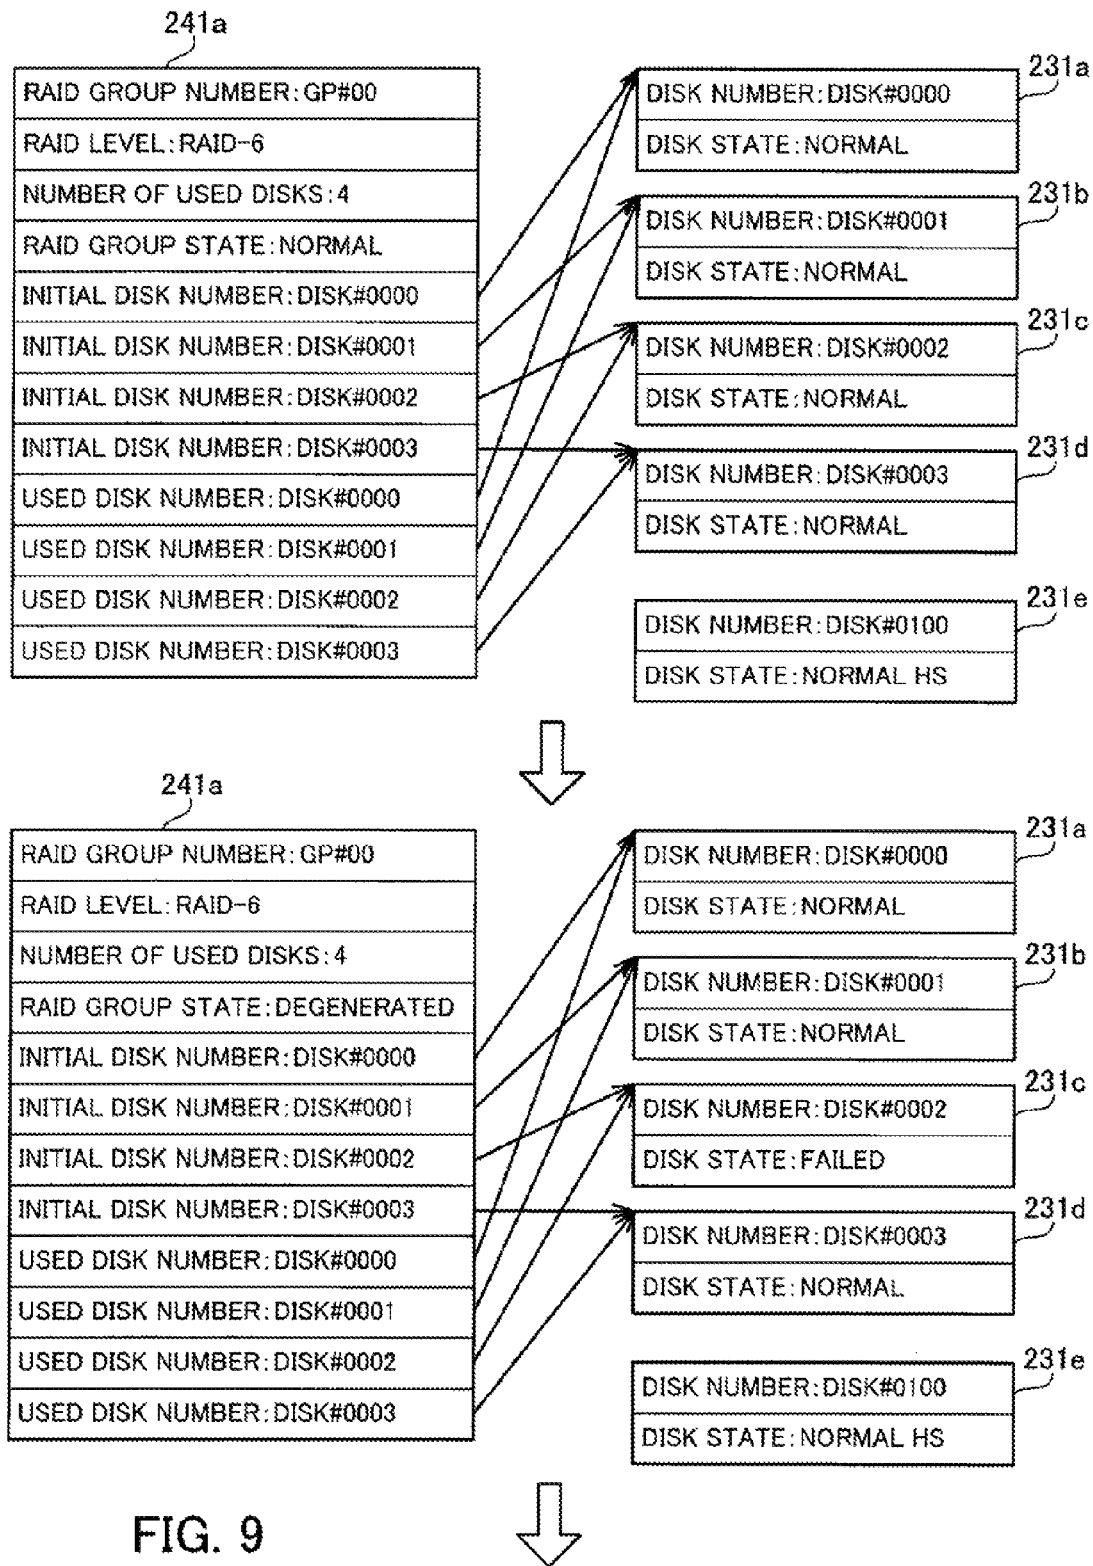 241a
RAID GROUP NUMBER:GP#00
RAID LEVEL:RAID-6
NUMBER OF USED DISKS:4
RAID GROUP STATE:NORMAL
INITIAL DISK NUMBER:DISK#0000
INITIAL DISK NUMBER:DISK#0001
INITIAL DISK NUMBER:DISK#0002
INITIAL DISK NUMBER:DISK#0003
USED DISK NUMBER:DISK#0000
USED DISK NUMBER:DISK#0001
USED DISK NUMBER:DISK#0002
USED DISK NUMBER:DISK#0003
231a
DISK NUMBER:DISK#0000
DISK STATE:NORMAL
231b
DISK NUMBER:DISK#0001
DISK STATE:NORMAL
231c
DISK NUMBER:DISK#0002
DISK STATE:NORMAL
231d
DISK NUMBER:DISK#0003
DISK STATE:NORMAL
231e
DISK NUMBER:DISK#0100
DISK STATE:NORMAL HS
241a
RAID GROUP NUMBER:GP#00
RAID LEVEL:RAID-6
NUMBER OF USED DISKS:4
RAID GROUP STATE:DEGENERATED
INITIAL DISK NUMBER:DISK#0000
INITIAL DISK NUMBER:DISK#0001
INITIAL DISK NUMBER:DISK#0002
INITIAL DISK NUMBER:DISK#0003
USED DISK NUMBER:DISK#0000
USED DISK NUMBER:DISK#0001
USED DISK NUMBER:DISK#0002
USED DISK NUMBER:DISK#0003
231a
DISK NUMBER:DISK#0000
DISK STATE:NORMAL
231b
DISK NUMBER:DISK#0001
DISK STATE:NORMAL
231c
DISK NUMBER:DISK#0002
DISK STATE:FAILED
231d
DISK NUMBER:DISK#0003
DISK STATE:NORMAL
231e
DISK NUMBER:DISK#0100
DISK STATE:NORMAL HS
FIG. 9